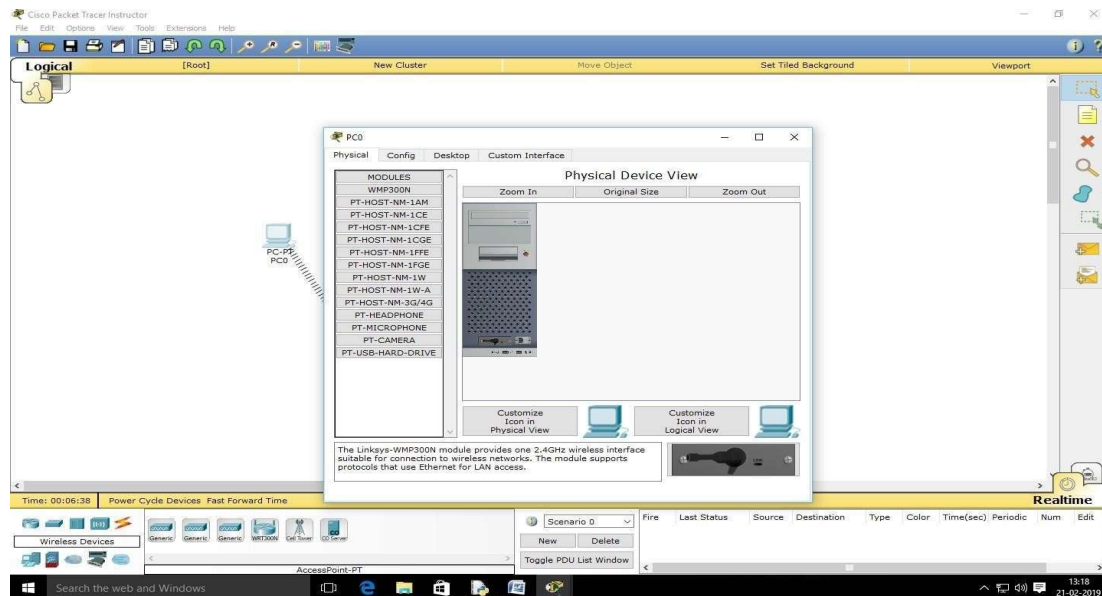 Cisco Packet Tracer Instructor
File Edit Options View Tools Extensions Help
Logical [Root] New Cluster Move Object Set Tiled Background Viewport
PC0
Physical Config Desktop Custom Interface
MODULES
WMP300N
PT-HOST-NM-1AM
PT-HOST-NM-1CE
PT-HOST-NM-1CFE
PT-HOST-NM-1CGE
PT-HOST-NM-1FFE
PT-HOST-NM-1FGE
PT-HOST-NM-1W
PT-HOST-NM-1W-A
PT-HOST-NM-3G/4G
PT-HEADPHONE
PT-MICROPHONE
PT-CAMERA
PT-USB-HARD-DRIVE
Physical Device View
Zoom In Original Size Zoom Out
PC-PT
PC0
Customize
Icon in
Physical View
Customize
Icon in
Logical View
The Linksys-WMP300N module provides one 2.4GHz wireless interface
suitable for connection to wireless networks. The module supports
protocols that use Ethernet for LAN access.
Time: 00:06:38 Power Cycle Devices Fast Forward Time Realtime
Wireless Devices
Generic Generic Generic WRT300N Cell Tower CO Server
AccessPoint-PT
Scenario 0
New Delete
Toggle PDU List Window
Fire Last Status Source Destination Type Color Time(sec) Periodic Num Edit
Search the web and Windows
13:18
21-02-2019